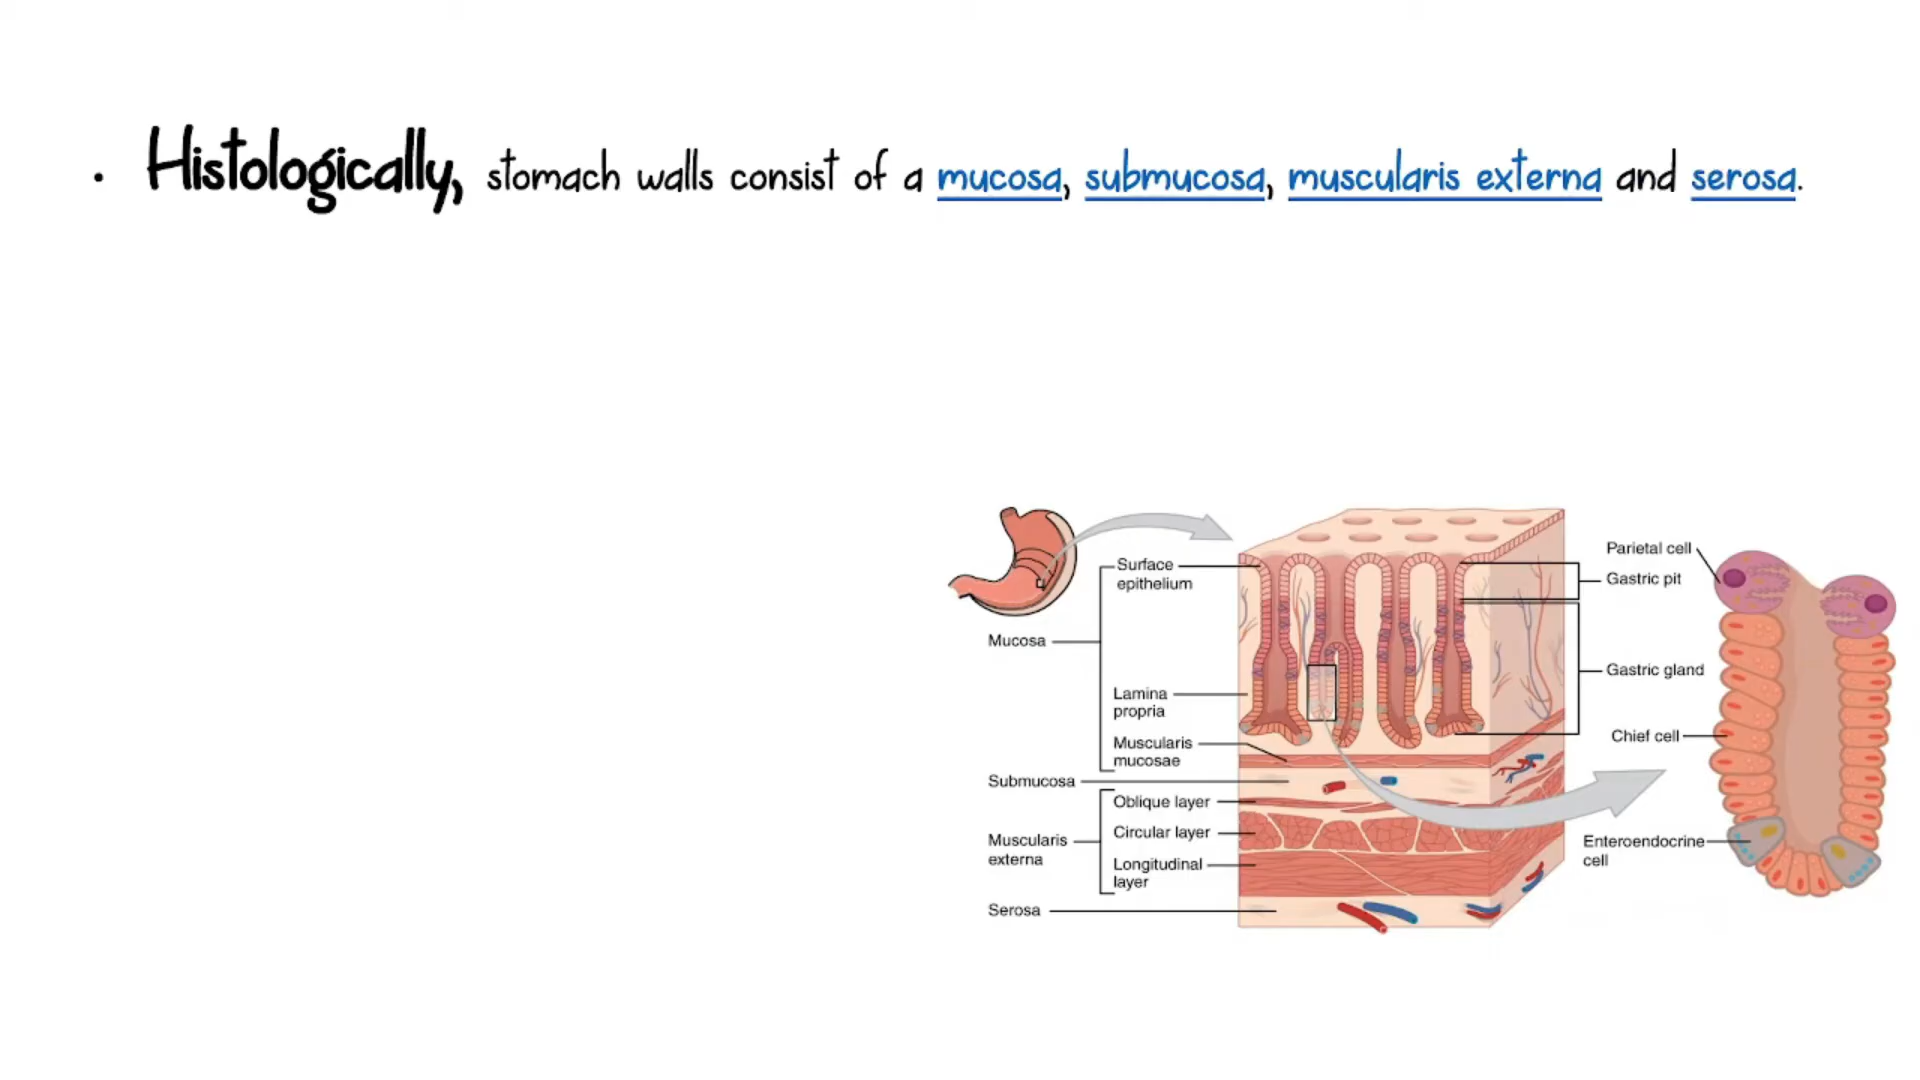 • Histologically, stomach walls consist of a mucosa, submucosa, muscularis externa and serosa.
Surface
epithelium
Mucosa
Lamina
propria
Muscularis
mucosae
Submucosa
Oblique layer
Circular layer
Muscularis
externa
Longitudinal
layer
Serosa
Parietal cell
Gastric pit
Gastric gland
Chief cell
Enteroendocrine
cell